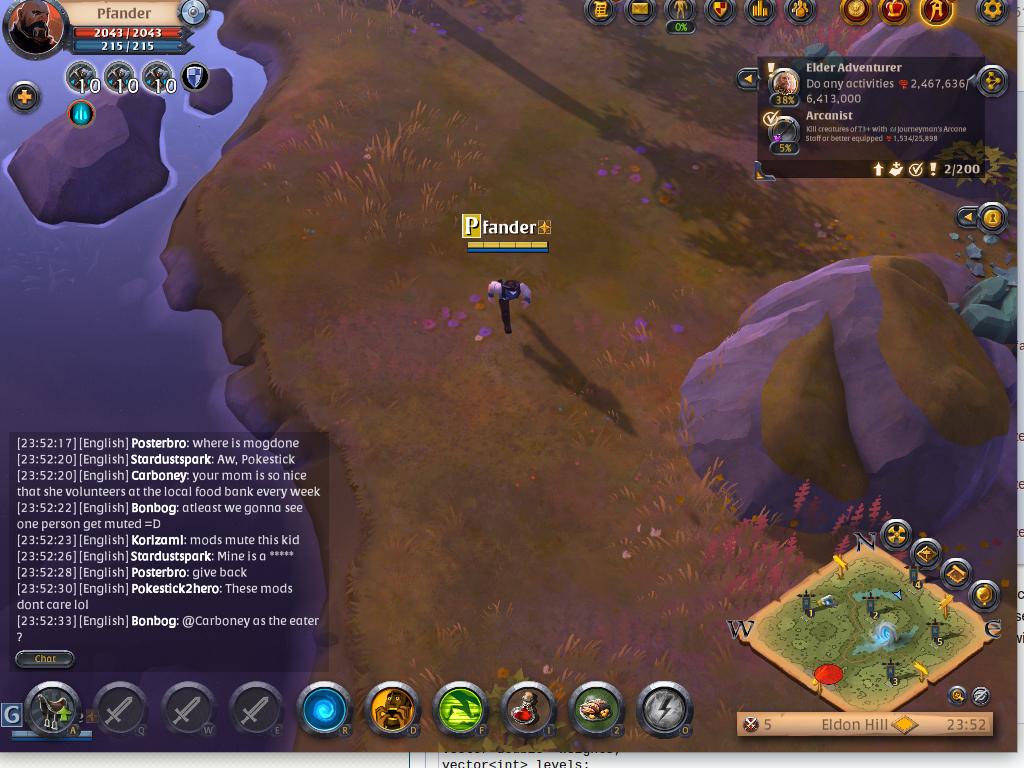 Pfander
2043/2043
215/215
10 10 10
0%
Elder Adventurer
Do any activities 2,467,636/
6,413,000
38%
Arcanist
Kill creatures of T3+ with Journeyman's Arcane
Staff or better equipped 1,534/25,898
5%
2/200
1
Pfander
[23:52:17] [English] Posterbro: where is mogdone
[23:52:20] [English] Stardustspark: Aw, Pokestick
[23:52:20] [English] Carboney: your mom is so nice
that she volunteers at the local food bank every week
[23:52:22] [English] Bonbog: atleast we gonna see
one person get muted =D
[23:52:23] [English] Korizaml: mods mute this kid
[23:52:26] [English] Stardustspark: Mine is a *****
[23:52:28] [English] Posterbro: give back
[23:52:30] [English] Pokestick2hero: These mods
dont care lol
[23:52:33] [English] Bonbog: @Carboney as the eater
?
Chat
N
W
E
1
2
3
4
5
G
A
Q
W
E
R
D
F
1
2
O
5 Eldon Hill 23:52
vector<int> levels;